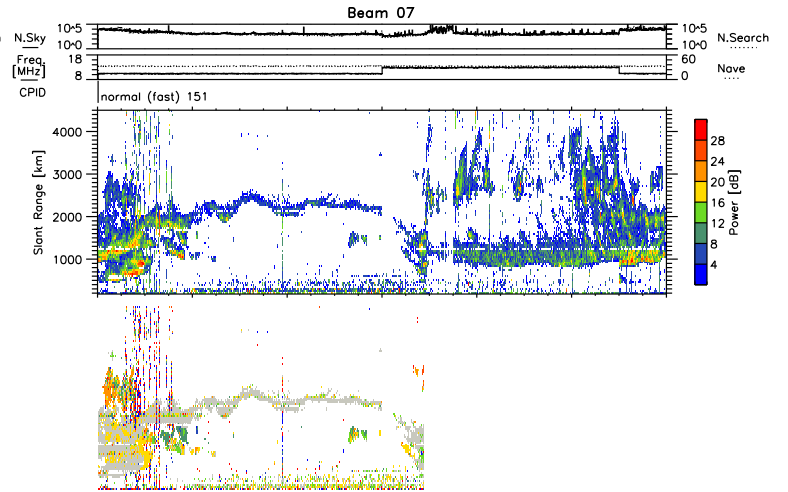 Beam 07
N.Sky
10^5
10^0
10^5
10^0
N.Search
Freq.
[MHz]
18
8
60
0
Nave
CPID
normal (fast) 151
Slant Range [km]
4000
3000
2000
1000
28
24
20
16
12
8
4
Power [dB]